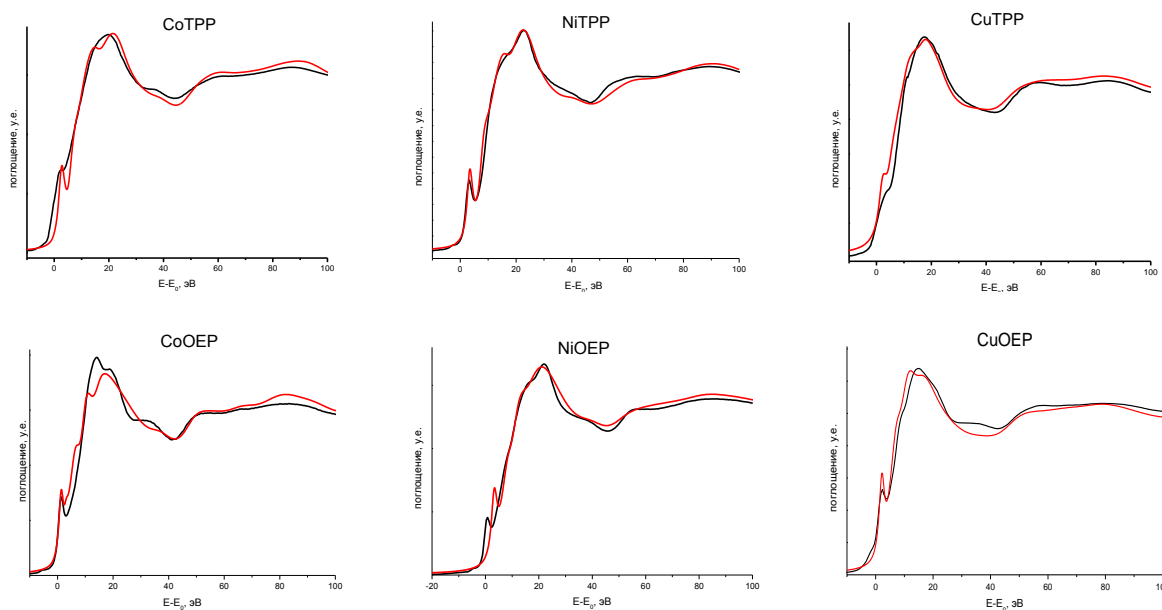 CoTPP
поглощение, у.е.
0 20 40 60 80 100
E-E₀, эВ
NiTPP
поглощение, у.е.
0 20 40 60 80 100
E-E₀, эВ
CuTPP
поглощение, у.е.
0 20 40 60 80 100
E-E, эВ
CoOEP
поглощение, у.е.
0 20 40 60 80 100
E-E₀, эВ
NiOEP
поглощение, у.е.
-20 0 20 40 60 80 100
E-E₀, эВ
CuOEP
поглощение, у.е.
0 20 40 60 80 100
E-E₀, эВ